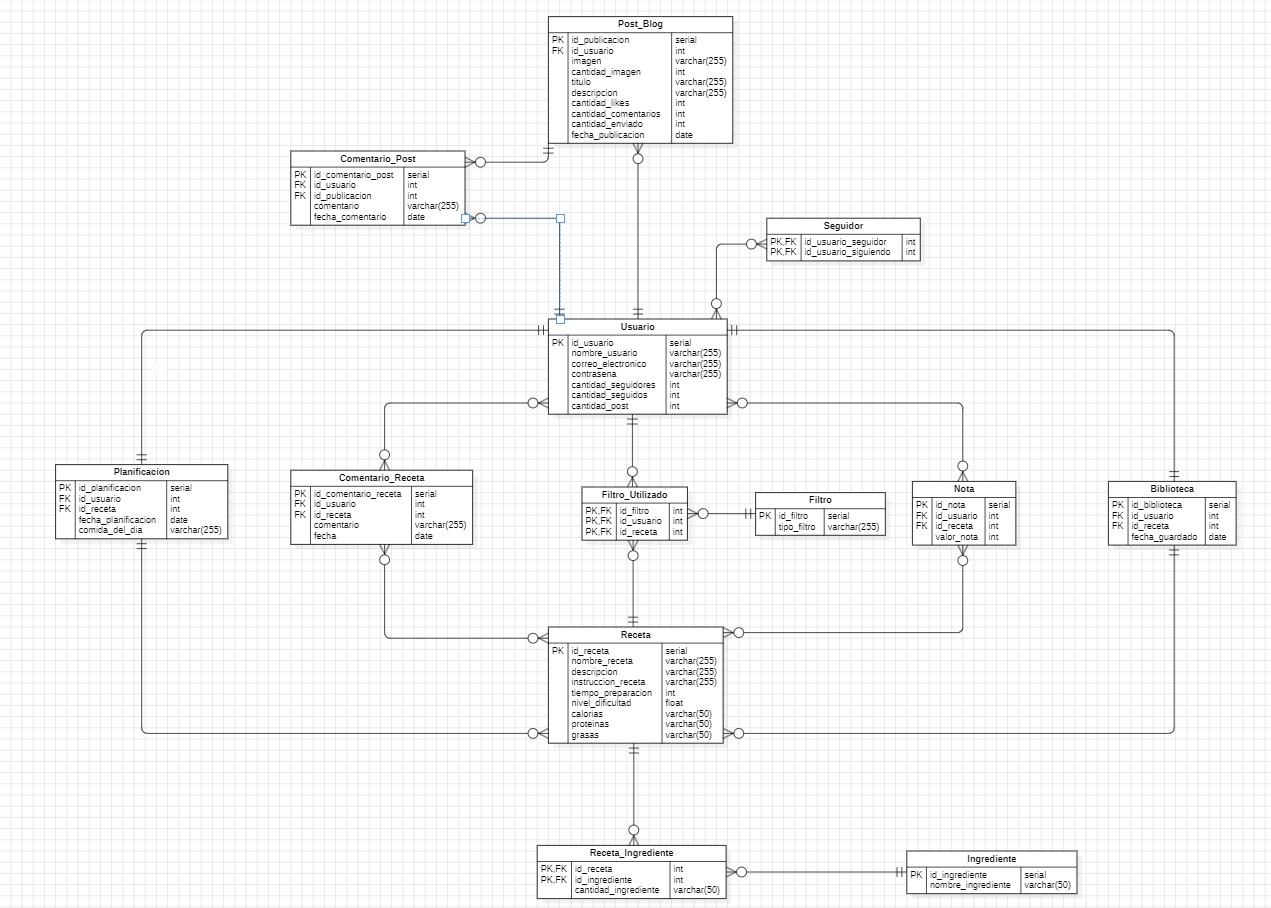 Post_Blog
PK id_publicacion serial
FK id_usuario int
imagen varchar(255)
cantidad_imagen int
titulo varchar(255)
descripcion varchar(255)
cantidad_likes int
cantidad_comentarios int
cantidad_enviado int
fecha_publicacion date
Comentario_Post
PK id_comentario_post serial
FK id_usuario int
FK id_publicacion int
comentario varchar(255)
fecha_comentario date
Seguidor
PK,FK id_usuario_seguidor int
PK,FK id_usuario_siguiendo int
Usuario
PK id_usuario serial
nombre_usuario varchar(255)
correo_electronico varchar(255)
contrasena varchar(255)
cantidad_seguidores int
cantidad_seguidos int
cantidad_post int
Planificacion
PK id_planificacion serial
FK id_usuario int
FK id_receta int
fecha_planificacion date
comida_del_dia varchar(255)
Comentario_Receta
PK id_comentario_receta serial
FK id_usuario int
FK id_receta int
comentario varchar(255)
fecha date
Filtro_Utilizado
PK,FK id_filtro int
PK,FK id_usuario int
PK,FK id_receta int
Filtro
PK id_filtro serial
tipo_filtro varchar(255)
Nota
PK id_nota serial
FK id_usuario int
FK id_receta int
valor_nota int
Biblioteca
PK id_biblioteca serial
FK id_usuario int
FK id_receta int
fecha_guardado date
Receta
PK id_receta serial
nombre_receta varchar(255)
descripcion varchar(255)
instruccion_receta varchar(255)
tiempo_preparacion int
nivel_dificultad float
calorias varchar(50)
proteinas varchar(50)
grasas varchar(50)
Receta_Ingrediente
PK,FK id_receta int
PK,FK id_ingrediente int
cantidad_ingrediente varchar(50)
Ingrediente
PK id_ingrediente serial
nombre_ingrediente varchar(50)